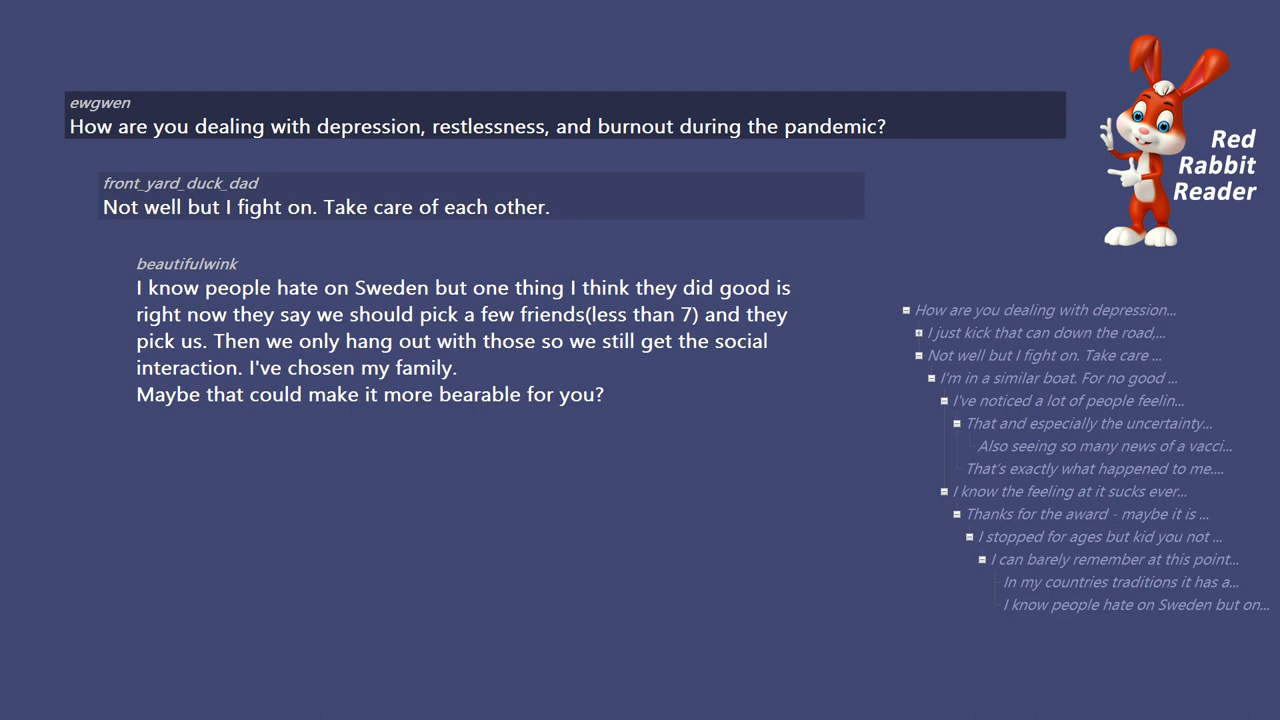 ewgwen
How are you dealing with depression, restlessness, and burnout during the pandemic?
front_yard_duck_dad
Not well but I fight on. Take care of each other.
beautifulwink
I know people hate on Sweden but one thing I think they did good is
right now they say we should pick a few friends(less than 7) and they
pick us. Then we only hang out with those so we still get the social
interaction. I've chosen my family.
Maybe that could make it more bearable for you?
Red
Rabbit
Reader
How are you dealing with depression...
I just kick that can down the road,...
Not well but I fight on. Take care ...
I'm in a similar boat. For no good ...
I've noticed a lot of people feelin...
That and especially the uncertainty...
Also seeing so many news of a vacci...
That's exactly what happened to me....
I know the feeling at it sucks ever...
Thanks for the award - maybe it is ...
I stopped for ages but kid you not ...
I can barely remember at this point...
In my countries traditions it has a...
I know people hate on Sweden but on...